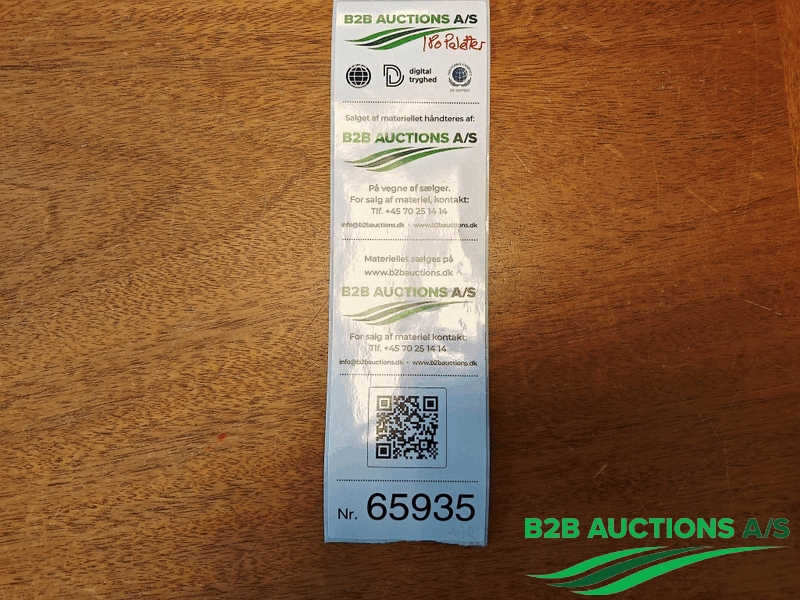 B2B AUCTIONS A/S
180 Paletter
digital
tryghed
Salget af materiellet håndteres af:
B2B AUCTIONS A/S
På vegne af sælger.
For salg af materiel, kontakt:
Tlf. +45 70 25 14 14
info@b2bauctions.dk - www.b2bauctions.dk
Materiellet sælges på
www.b2bauctions.dk
B2B AUCTIONS A/S
For salg af materiel kontakt:
Tlf. +45 70 25 14 14
info@b2bauctions.dk - www.b2bauctions.dk
Nr. 65935
B2B AUCTIONS A/S